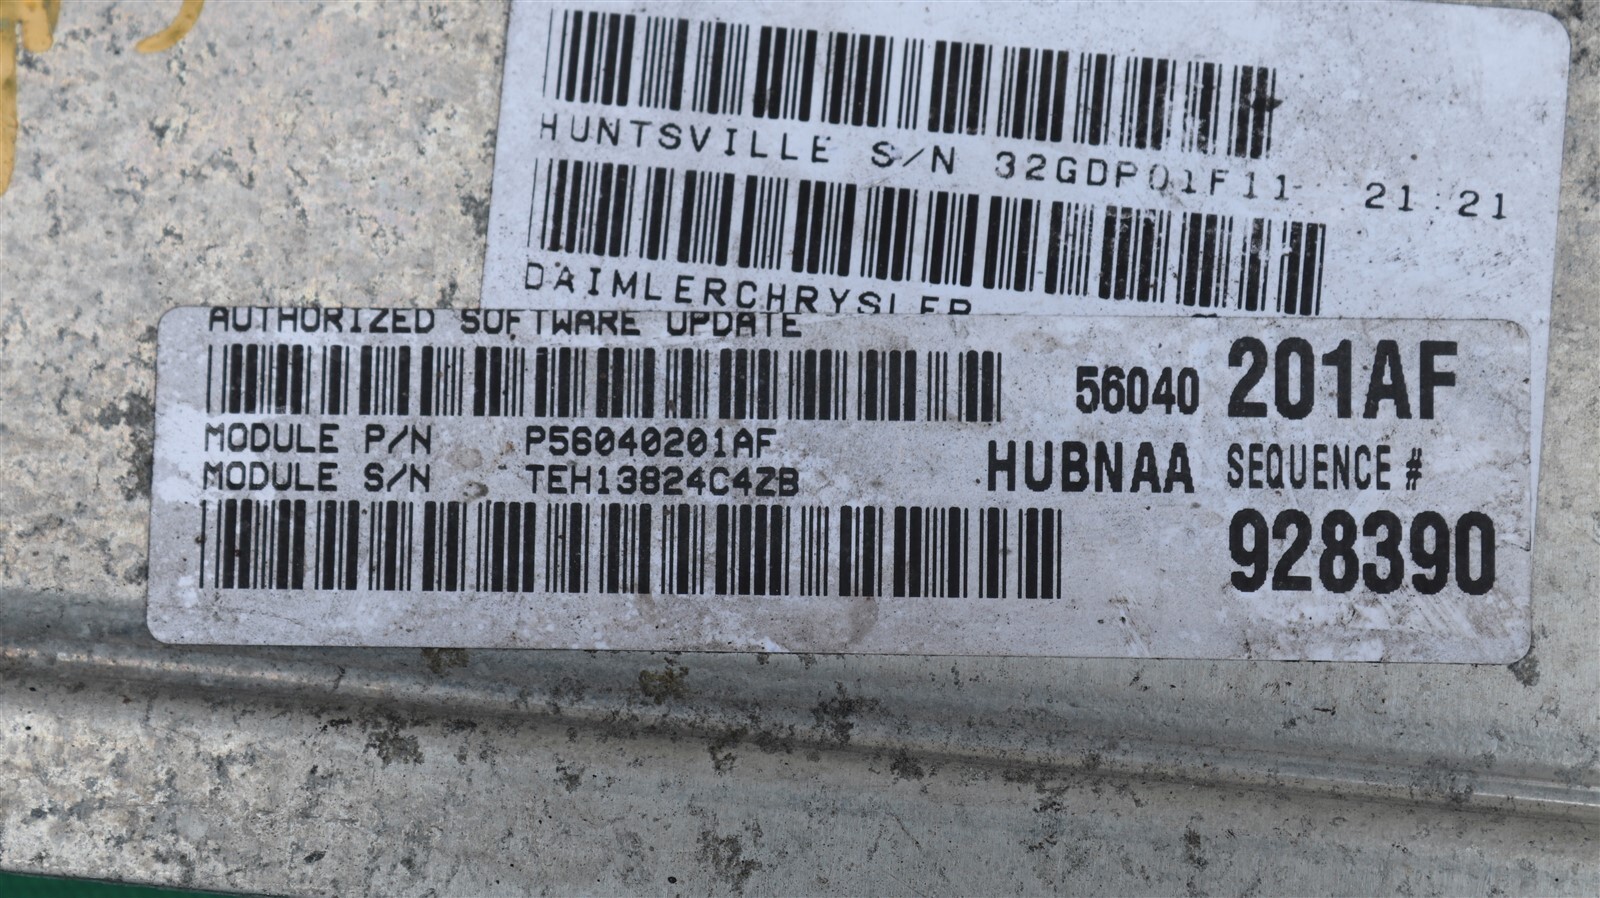 HUNTSVILLE S/N 32GDP01F11 21:21
DAIMLERCHRYSLER
AUTHORIZED SOFTWARE UPDATE
56040 201AF
MODULE P/N P56040201AF
MODULE S/N TEH13824C4ZB
HUBNAA SEQUENCE #
928390